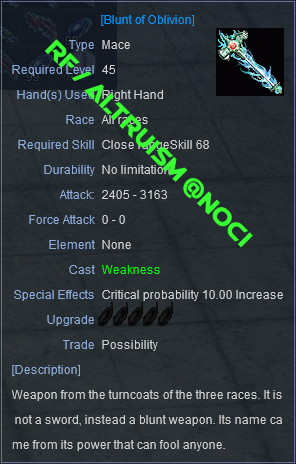 [Blunt of Oblivion]
Type Mace
Required Level 45
Hand(s) Used Right Hand
Race All races
Required Skill Close rangeSkill 68
Durability No limitation
Attack: 2405 - 3163
Force Attack 0 - 0
Element None
Cast Weakness
Special Effects Critical probability 10.00 Increase
Upgrade
Trade Possibility
[Description]
Weapon from the turncoats of the three races. It is
not a sword, instead a blunt weapon. Its name ca
me from its power that can fool anyone.
RF / ALTRUISM @NOCI